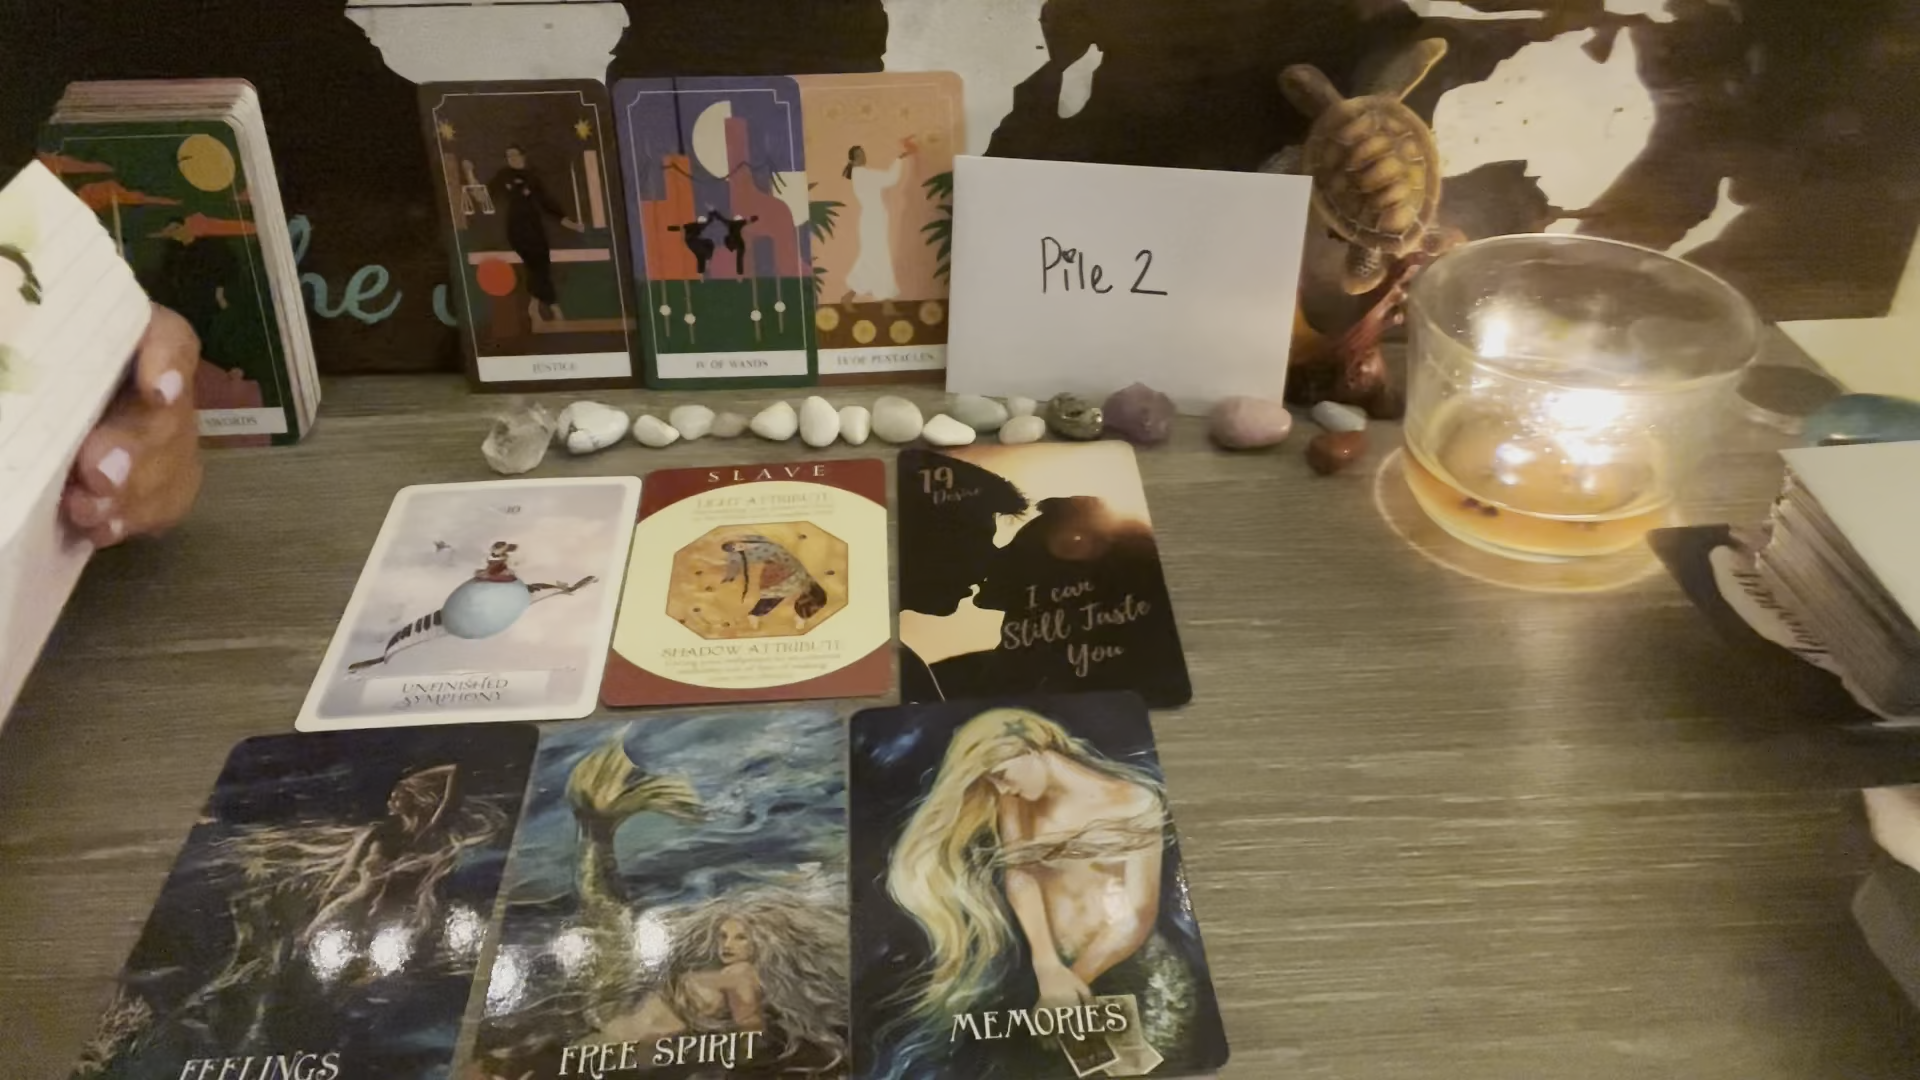 he
JUSTICE
IV OF WANDS
IX OF PENTACLES
Pile 2
SWORDS
10
UNFINISHED
SYMPHONY
SLAVE
LIGHT ATTRIBUTE
SHADOW ATTRIBUTE
19
Desire
I can
Still Taste
You
FEELINGS
FREE SPIRIT
MEMORIES